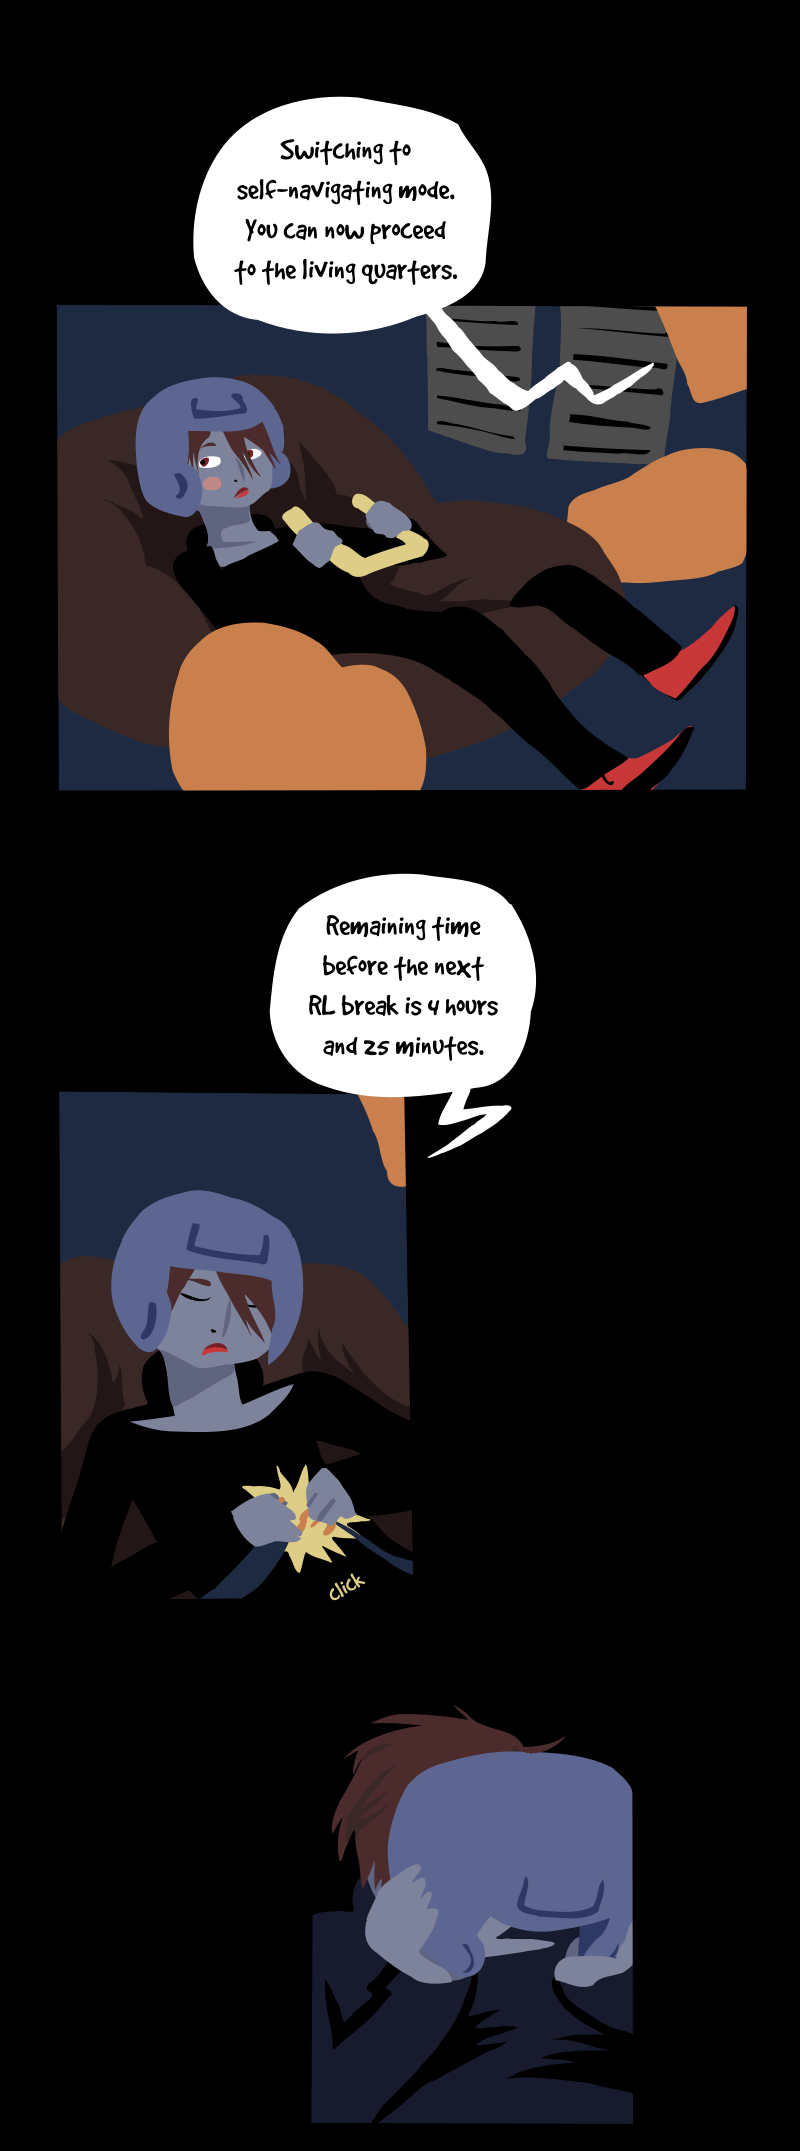 Switching to
self-navigating mode.
You can now proceed
to the living quarters.
Remaining time
before the next
RL break is 4 hours
and 25 minutes.
click